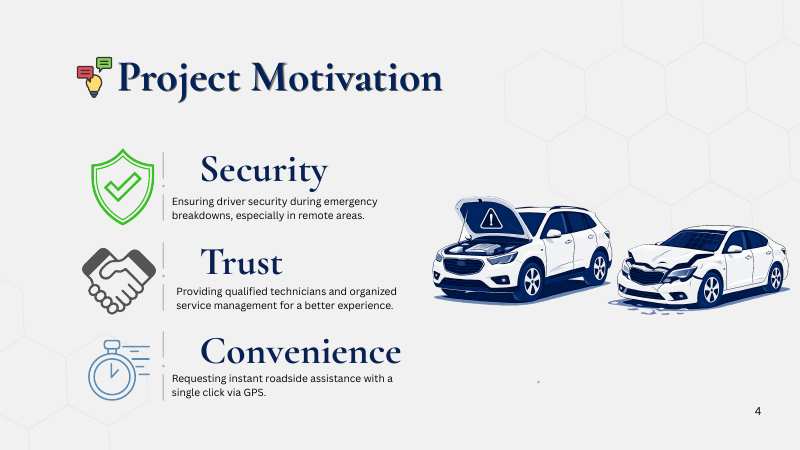 Project Motivation
Security
Ensuring driver security during emergency
breakdowns, especially in remote areas.
Trust
Providing qualified technicians and organized
service management for a better experience.
Convenience
Requesting instant roadside assistance with a
single click via GPS.
4